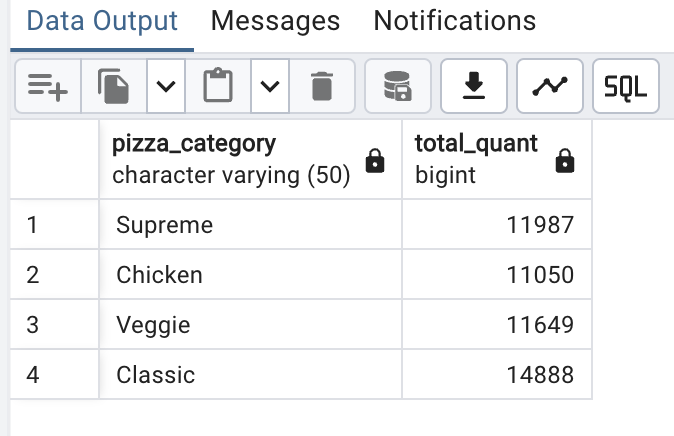 Data Output Messages Notifications
SQL
pizza_category total_quant
character varying (50) bigint
1 Supreme 11987
2 Chicken 11050
3 Veggie 11649
4 Classic 14888